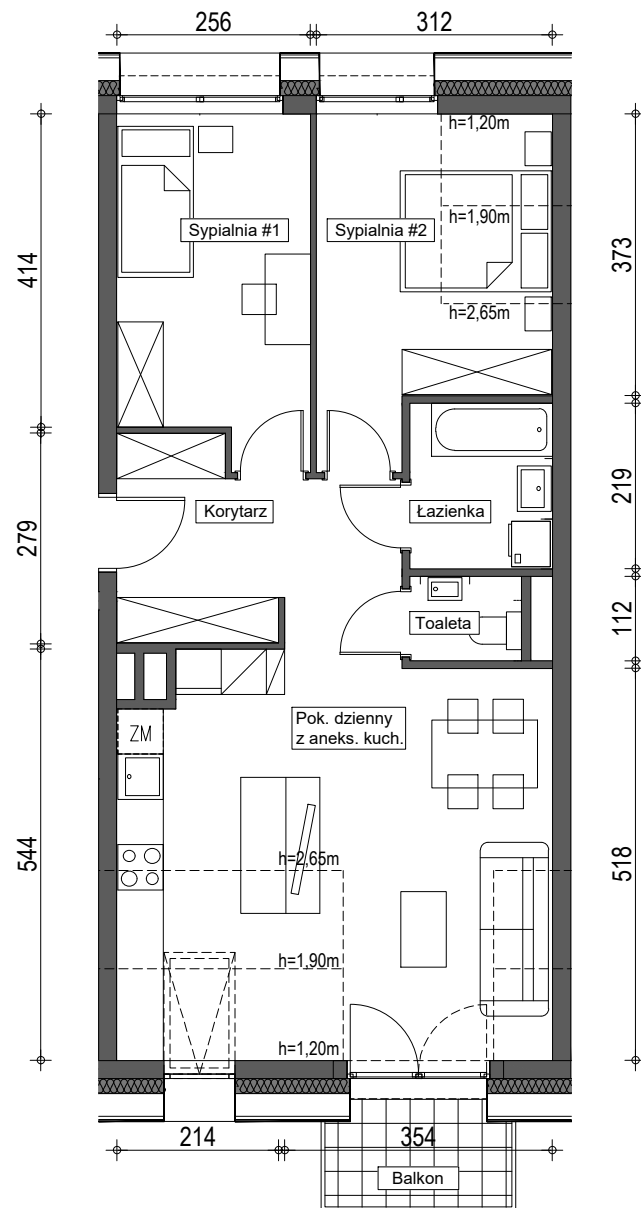 256
312
h=1,20m
Sypialnia #1
Sypialnia #2
h=1,90m
414
373
h=2,65m
Korytarz
Łazienka
279
219
Toaleta
112
Pok. dzienny
z aneks. kuch.
ZM
h=2,65m
544
518
h=1,90m
h=1,20m
214
354
Balkon